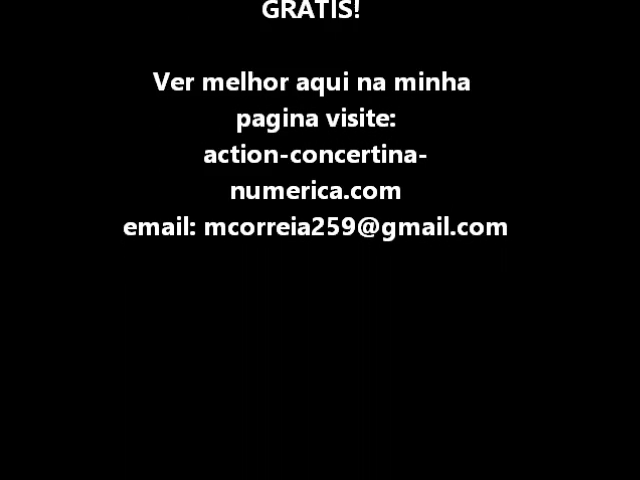 GRATIS!
Ver melhor aqui na minha
pagina visite:
action-concertina-
numerica.com
email: mcorreia259@gmail.com